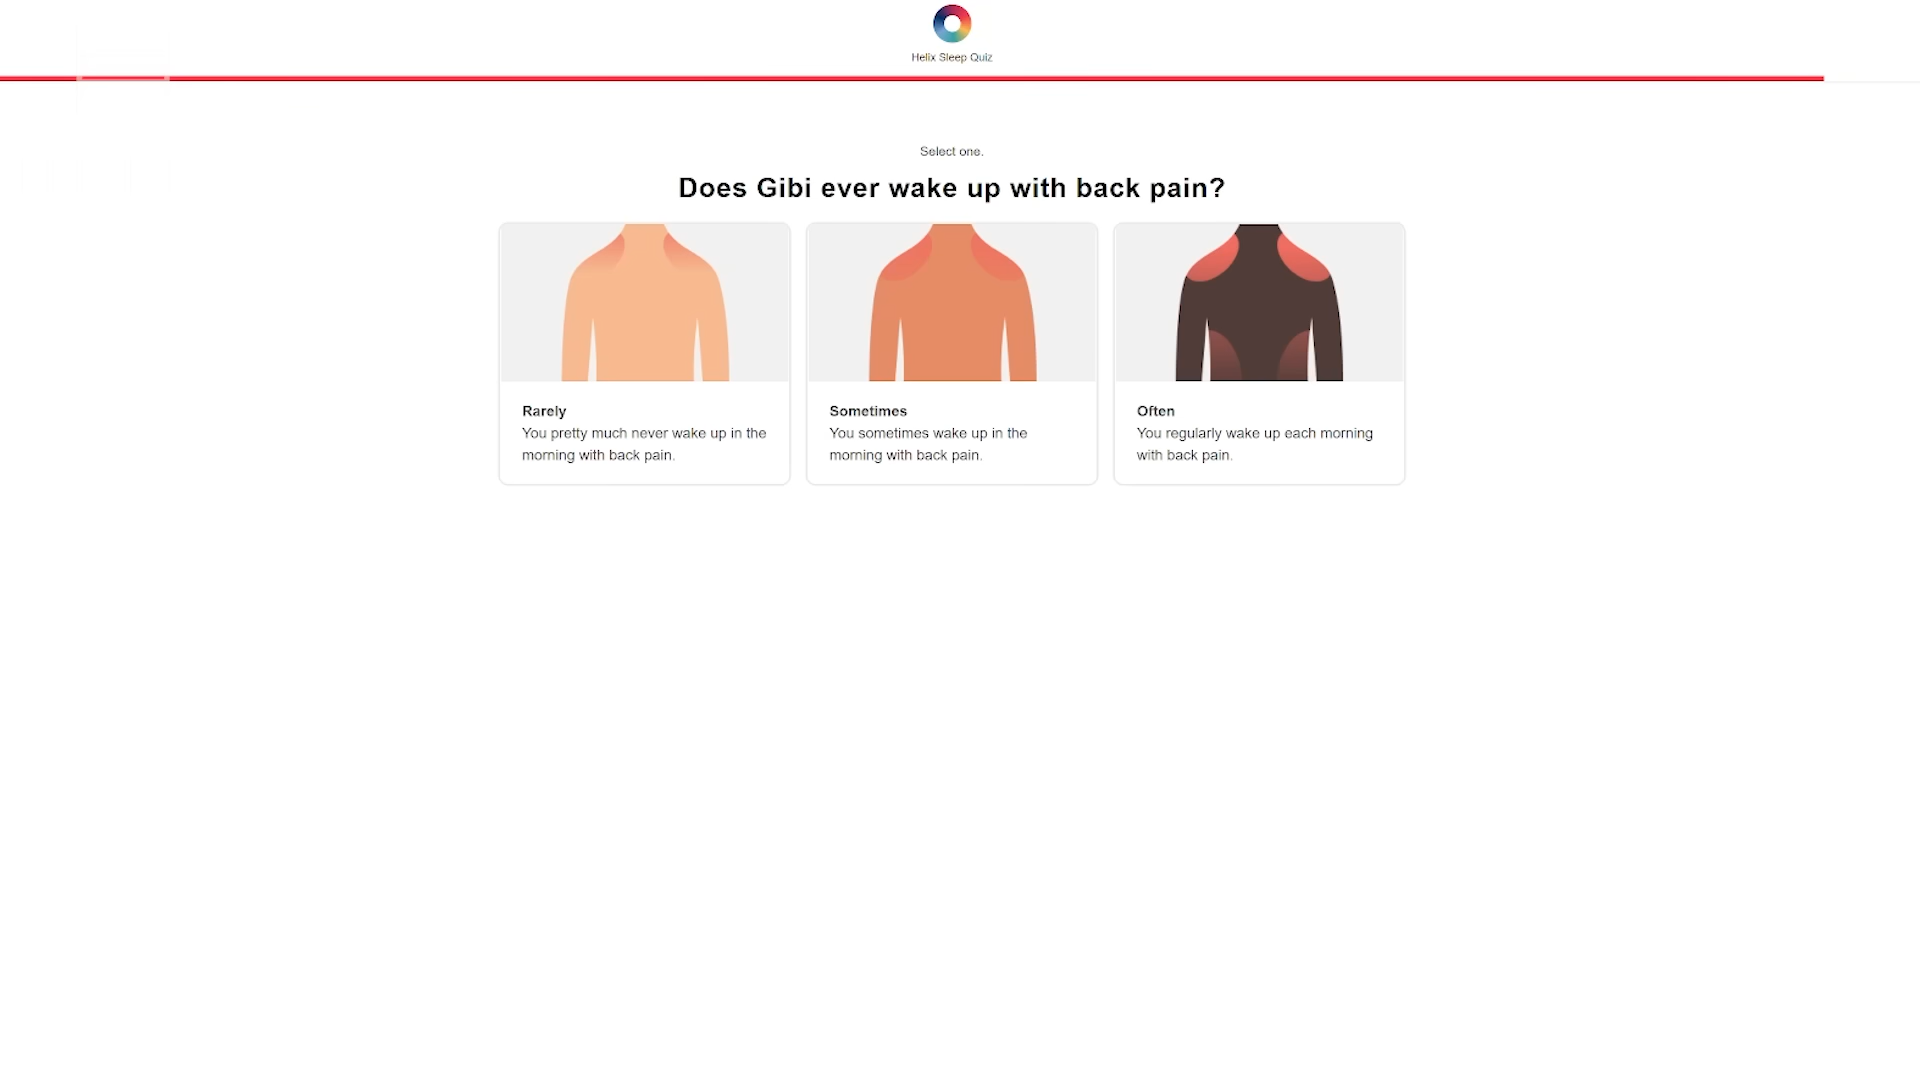 Helix Sleep Quiz
Select one.
Does Gibi ever wake up with back pain?
Rarely
You pretty much never wake up in the
morning with back pain.
Sometimes
You sometimes wake up in the
morning with back pain.
Often
You regularly wake up each morning
with back pain.